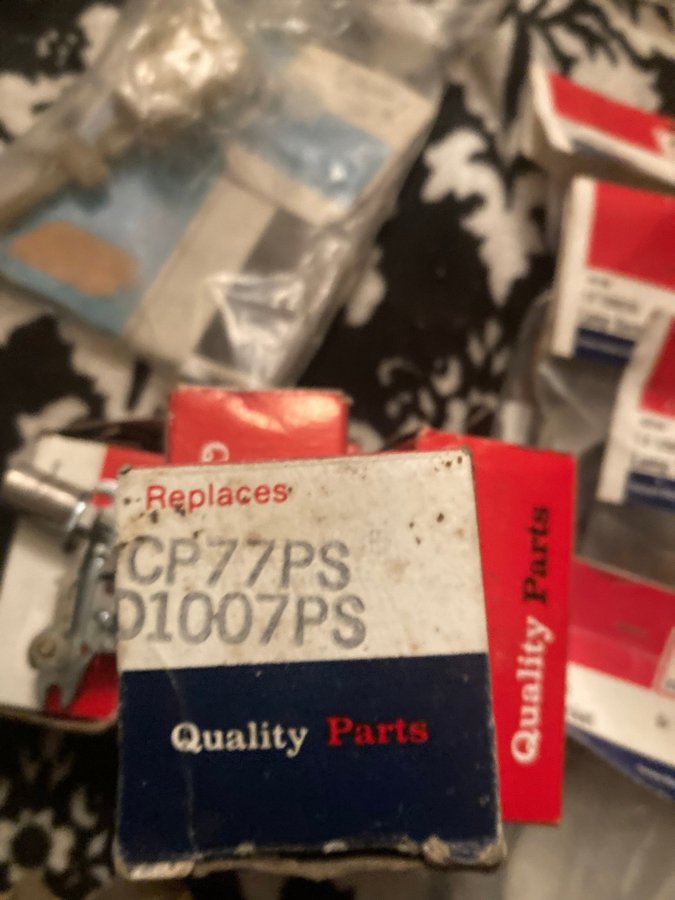 Replaces
CP77PS
D1007PS
Quality Parts
Quality Parts